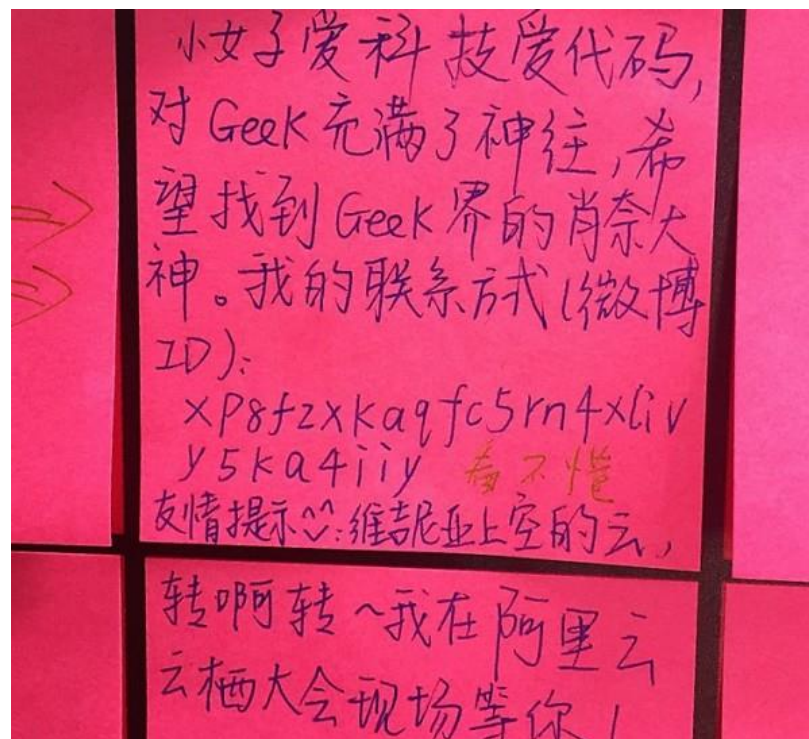 小女子爱科技爱代码,
对Geek充满了神往,希
望找到Geek界的肖奈大
神。我的联系方式(微博
ID):
xp8fzxkaqfc5rn4xliv
y5ka4iiy 看不懂
友情提示^^:维吉尼亚上空的云,
转啊转~我在阿里云
云栖大会现场等你!